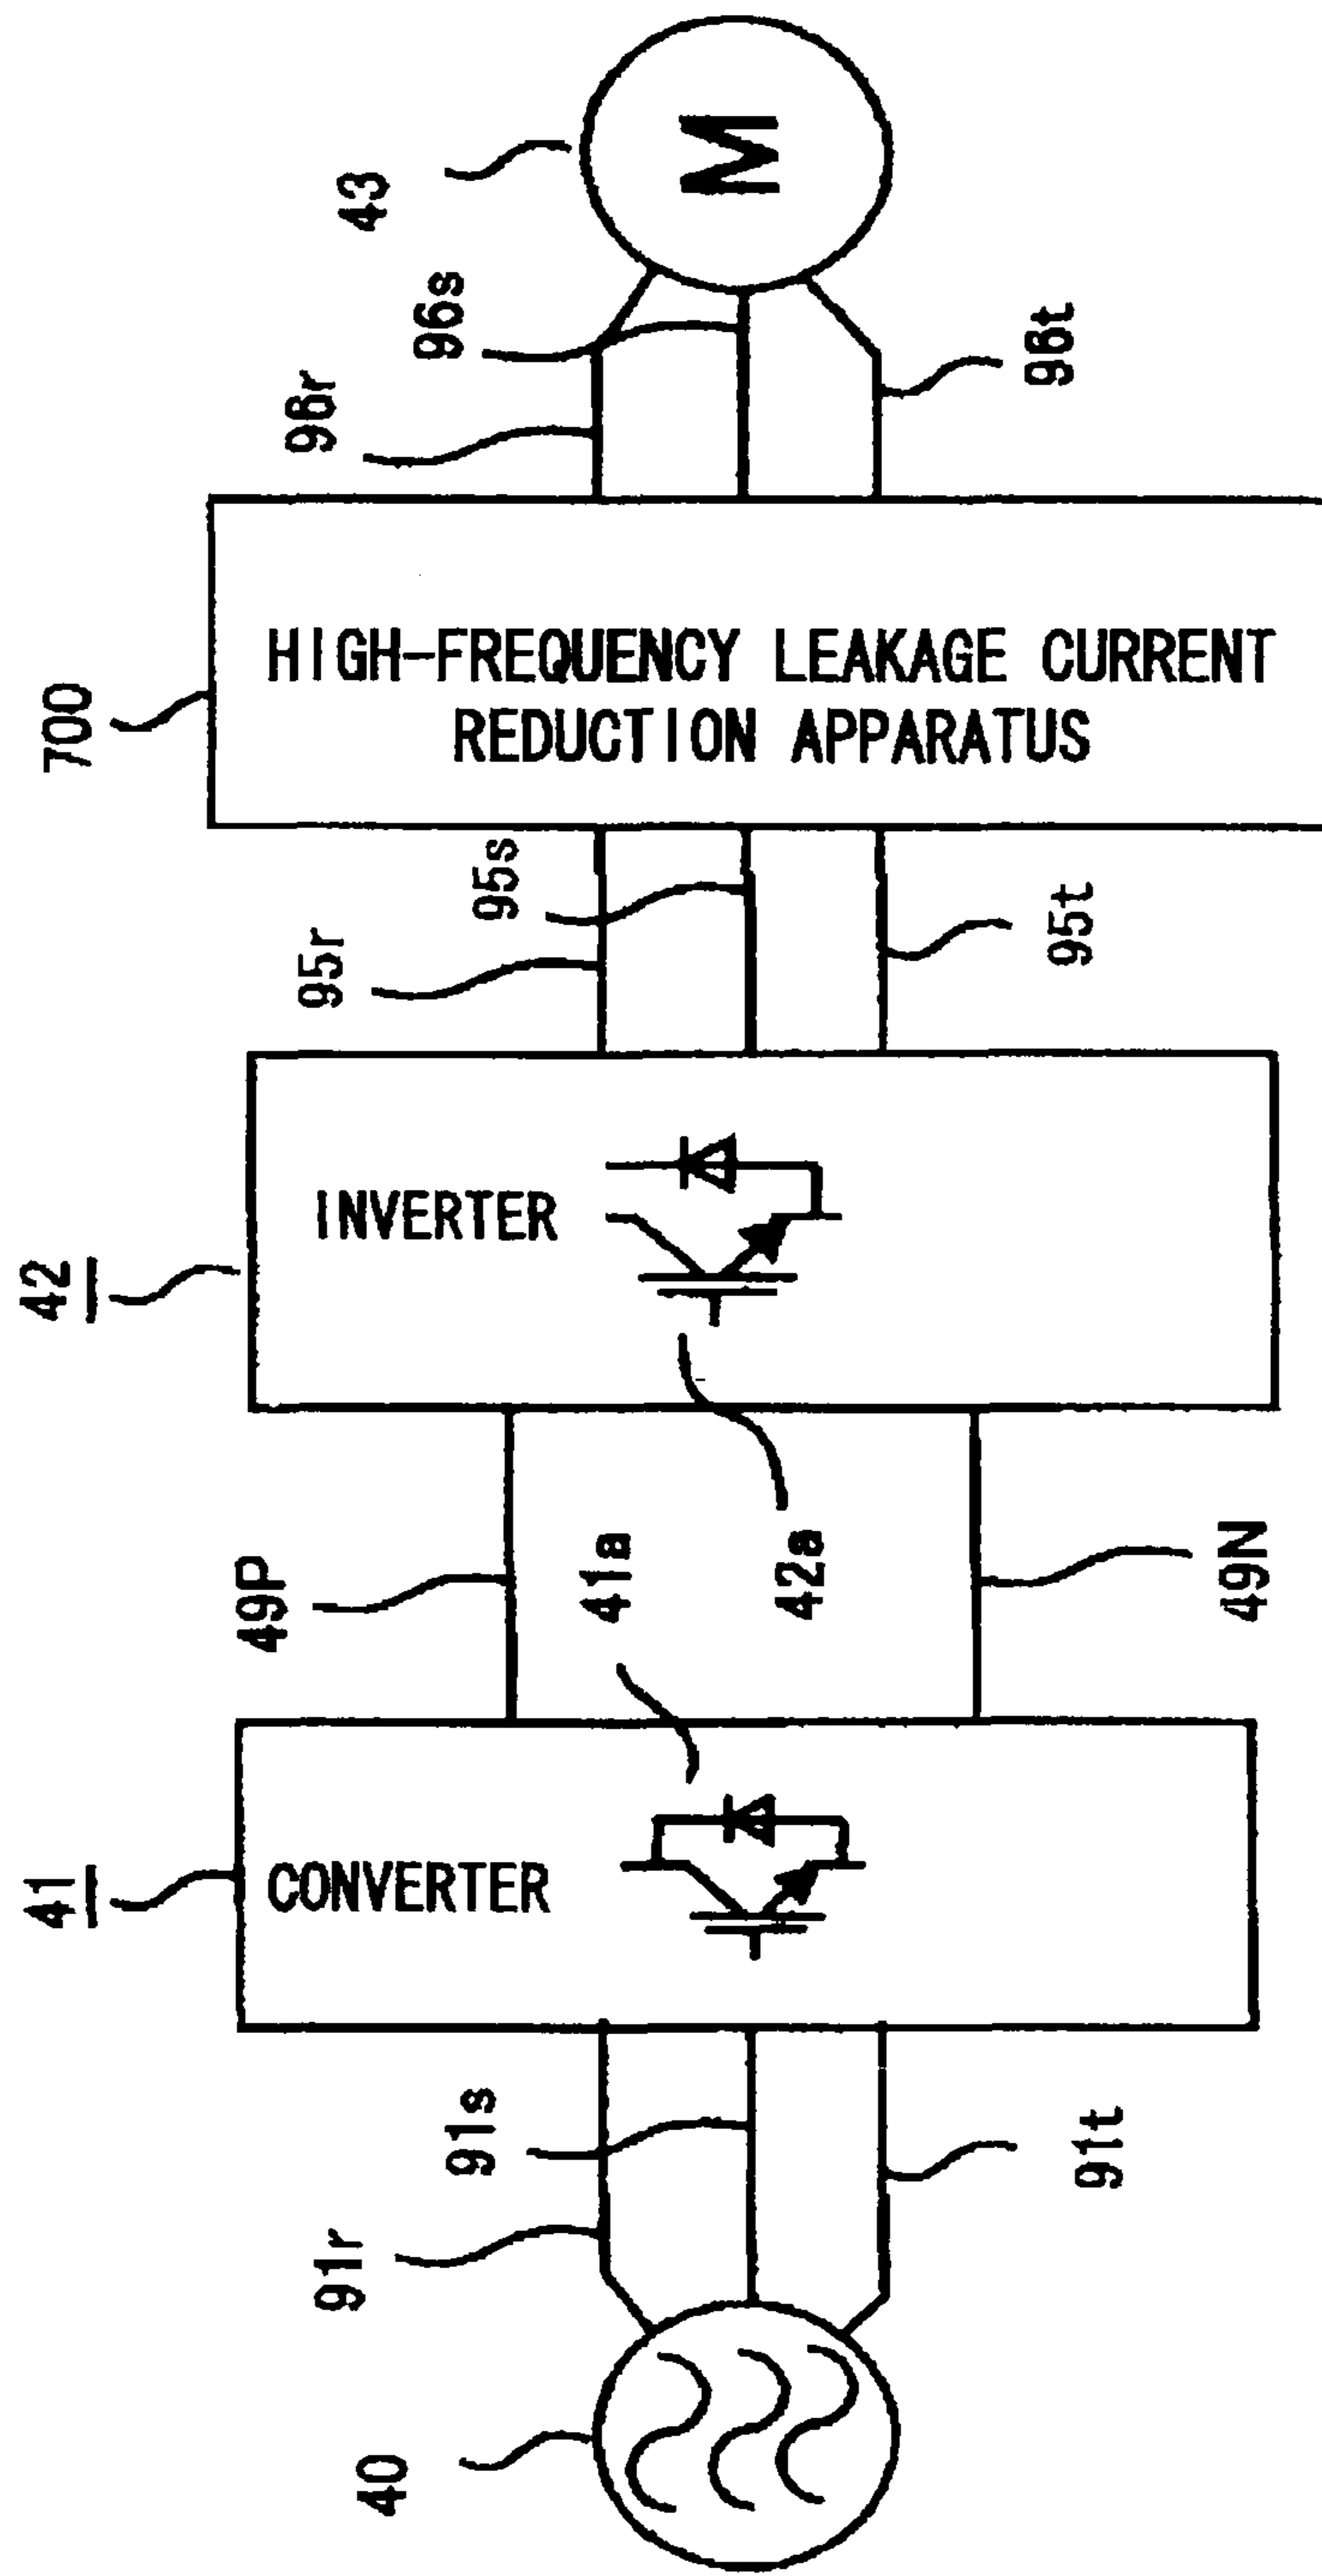 M
43
96s
96r
96t
HIGH-FREQUENCY LEAKAGE CURRENT
REDUCTION APPARATUS
700
95s
95r
95t
INVERTER
42
42a
41a
49P
49N
CONVERTER
41
91s
91r
91t
40